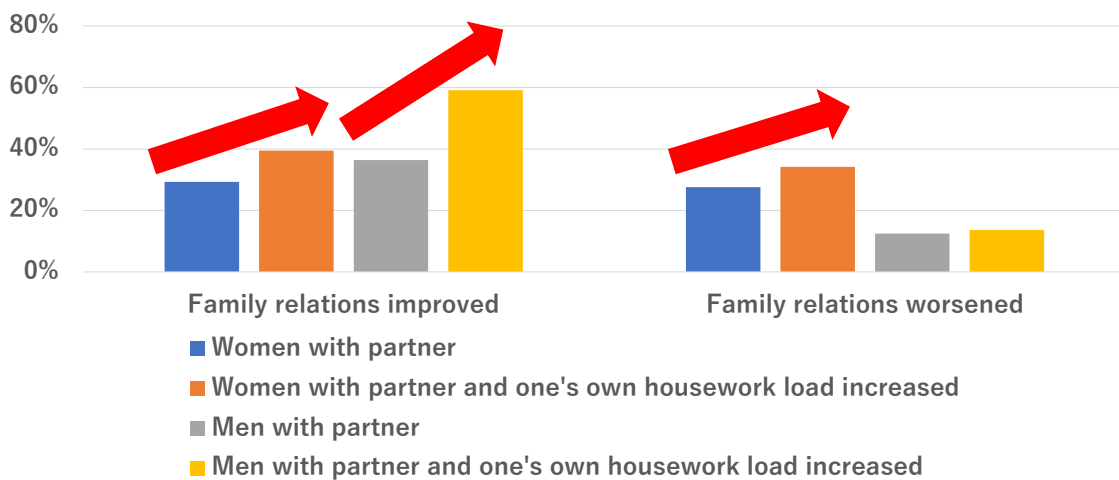 80%
60%
40%
20%
0%
Family relations improved
Family relations worsened
Women with partner
Women with partner and one's own housework load increased
Men with partner
Men with partner and one's own housework load increased